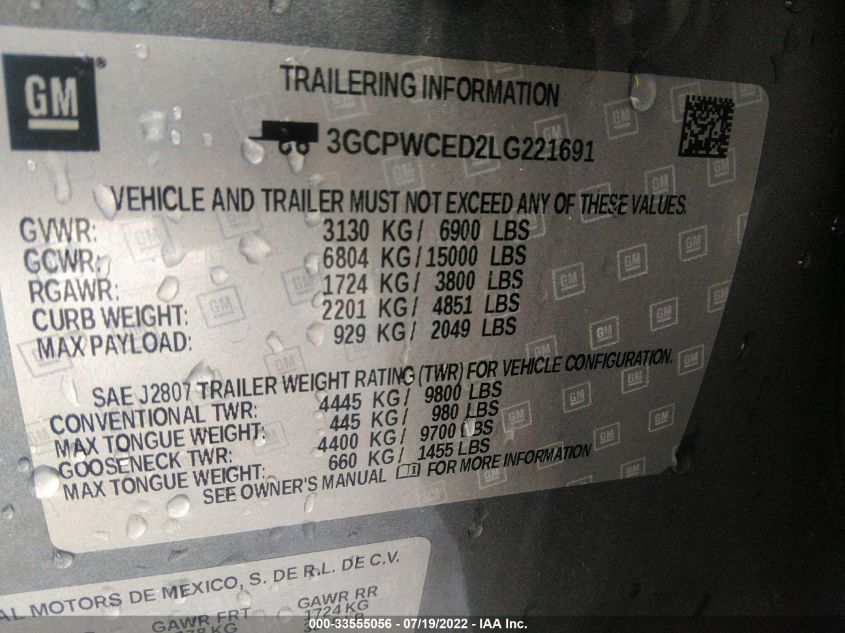 GM
TRAILERING INFORMATION
3GCPWCED2LG221691
VEHICLE AND TRAILER MUST NOT EXCEED ANY OF THESE VALUES.
GVWR: 3130 KG/ 6900 LBS
GCWR: 6804 KG/ 15000 LBS
RGAWR: 1724 KG/ 3800 LBS
CURB WEIGHT: 2201 KG/ 4851 LBS
MAX PAYLOAD: 929 KG/ 2049 LBS
SAE J2807 TRAILER WEIGHT RATING (TWR) FOR VEHICLE CONFIGURATION.
CONVENTIONAL TWR: 4445 KG/ 9800 LBS
MAX TONGUE WEIGHT: 445 KG/ 980 LBS
GOOSENECK TWR: 4400 KG/ 9700 LBS
MAX TONGUE WEIGHT: 660 KG/ 1455 LBS
SEE OWNER'S MANUAL FOR MORE INFORMATION
AL MOTORS DE MEXICO, S. DE R.L. DE C.V.
GAWR FRT GAWR RR
1724 KG
000-33555056 - 07/19/2022 - IAA Inc.